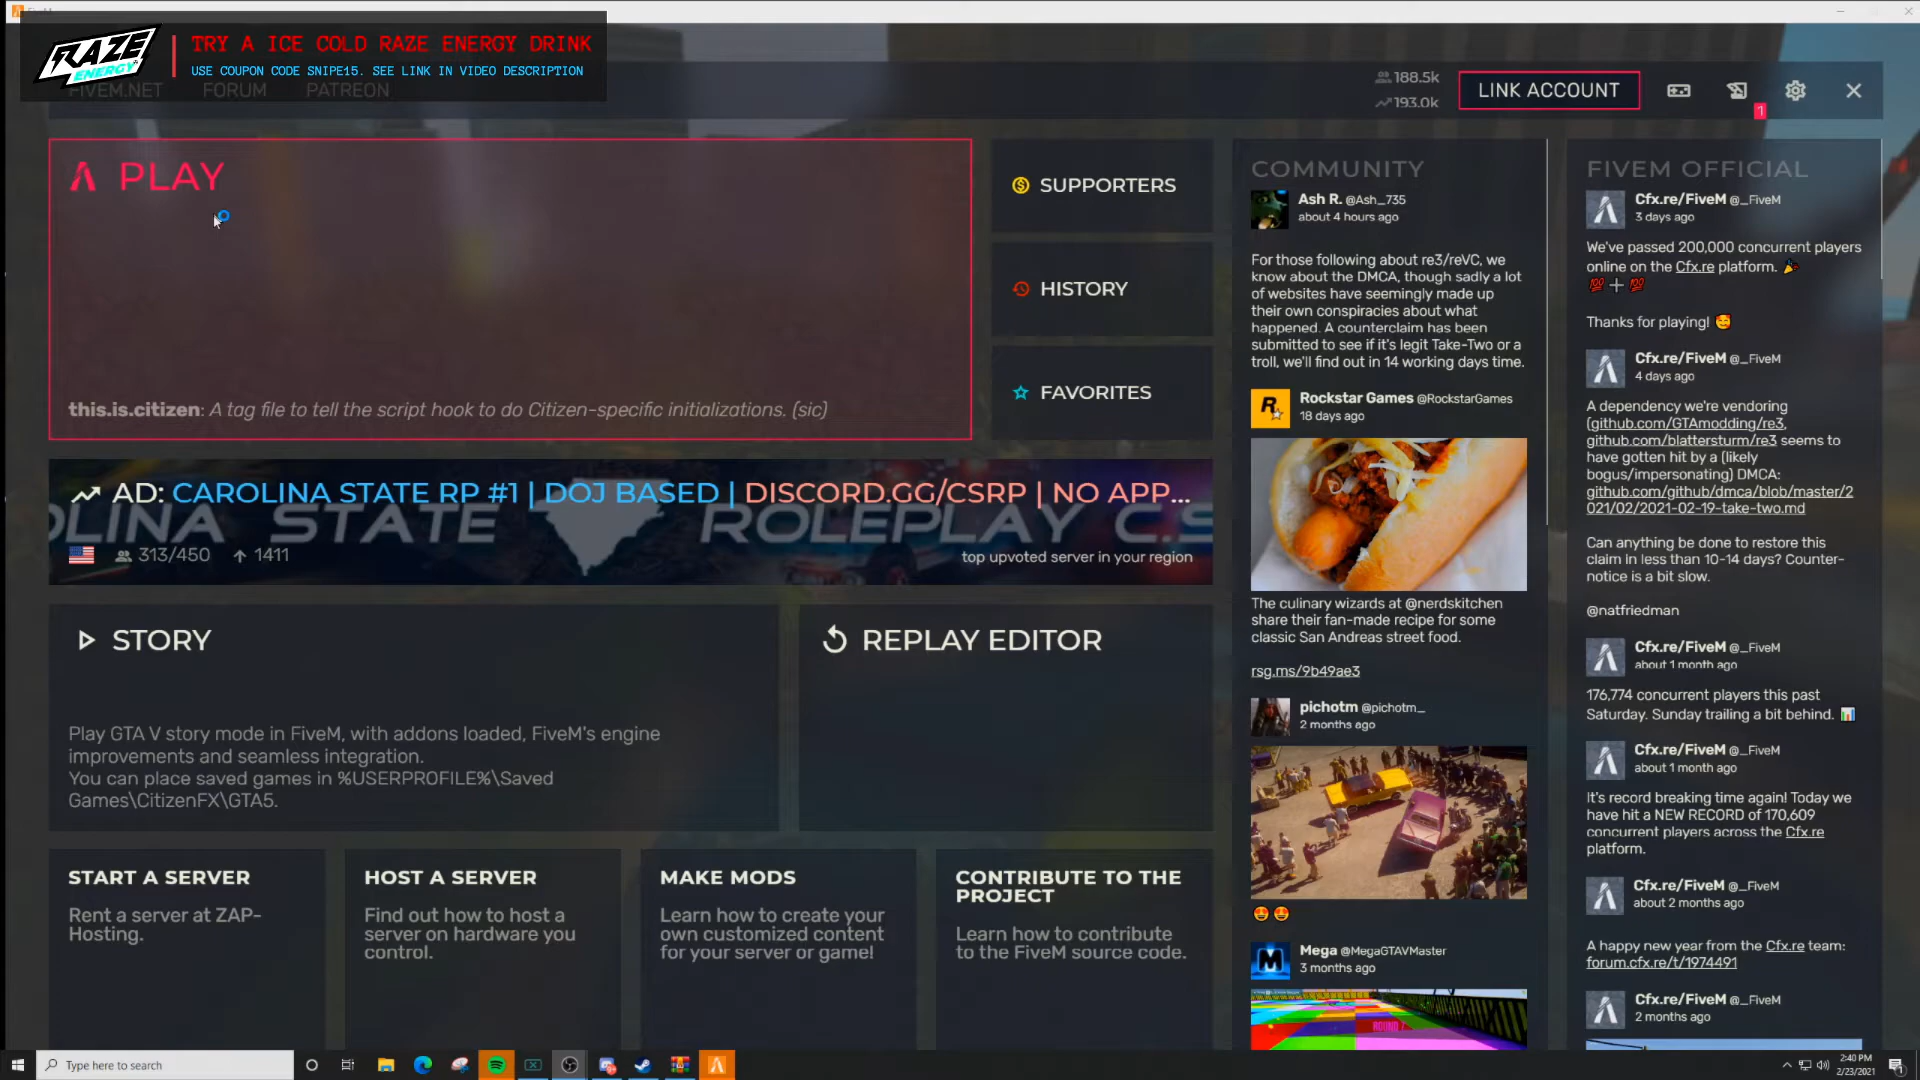 FiveM
RAZE ENERGY
TRY A ICE COLD RAZE ENERGY DRINK
USE COUPON CODE SNIPE15. SEE LINK IN VIDEO DESCRIPTION
FIVEM.NET FORUM PATREON
188.5k
193.0k
LINK ACCOUNT
1
PLAY
this.is.citizen: A tag file to tell the script hook to do Citizen-specific initializations. (sic)
SUPPORTERS
HISTORY
FAVORITES
AD: CAROLINA STATE RP #1 | DOJ BASED | DISCORD.GG/CSRP | NO APP...
OLINA STATE ROLEPLAY C.S
313/450 1411
top upvoted server in your region
STORY
Play GTA V story mode in FiveM, with addons loaded, FiveM's engine
improvements and seamless integration.
You can place saved games in %USERPROFILE%\Saved
Games\CitizenFX\GTA5.
REPLAY EDITOR
START A SERVER
Rent a server at ZAP-
Hosting.
HOST A SERVER
Find out how to host a
server on hardware you
control.
MAKE MODS
Learn how to create your
own customized content
for your server or game!
CONTRIBUTE TO THE
PROJECT
Learn how to contribute
to the FiveM source code.
COMMUNITY
Ash R. @Ash_735
about 4 hours ago
For those following about re3/reVC, we
know about the DMCA, though sadly a lot
of websites have seemingly made up
their own conspiracies about what
happened. A counterclaim has been
submitted to see if it's legit Take-Two or a
troll, we'll find out in 14 working days time.
Rockstar Games @RockstarGames
18 days ago
The culinary wizards at @nerdskitchen
share their fan-made recipe for some
classic San Andreas street food.
rsg.ms/9b49ae3
pichotm @pichotm_
2 months ago
Mega @MegaGTAVMaster
3 months ago
FIVEM OFFICIAL
Cfx.re/FiveM @_FiveM
3 days ago
We've passed 200,000 concurrent players
online on the Cfx.re platform. 🎉
💯➕💯
Thanks for playing! 🥰
Cfx.re/FiveM @_FiveM
4 days ago
A dependency we're vendoring
(github.com/GTAmodding/re3,
github.com/blattersturm/re3 seems to
have gotten hit by a (likely
bogus/impersonating) DMCA:
github.com/github/dmca/blob/master/2
021/02/2021-02-19-take-two.md
Can anything be done to restore this
claim in less than 10-14 days? Counter-
notice is a bit slow.
@natfriedman
Cfx.re/FiveM @_FiveM
about 1 month ago
176,774 concurrent players this past
Saturday. Sunday trailing a bit behind. 📊
Cfx.re/FiveM @_FiveM
about 1 month ago
It's record breaking time again! Today we
have hit a NEW RECORD of 170,609
concurrent players across the Cfx.re
platform.
Cfx.re/FiveM @_FiveM
about 2 months ago
A happy new year from the Cfx.re team:
forum.cfx.re/t/1974491
Cfx.re/FiveM @_FiveM
2 months ago
Type here to search
2:40 PM
2/23/2021